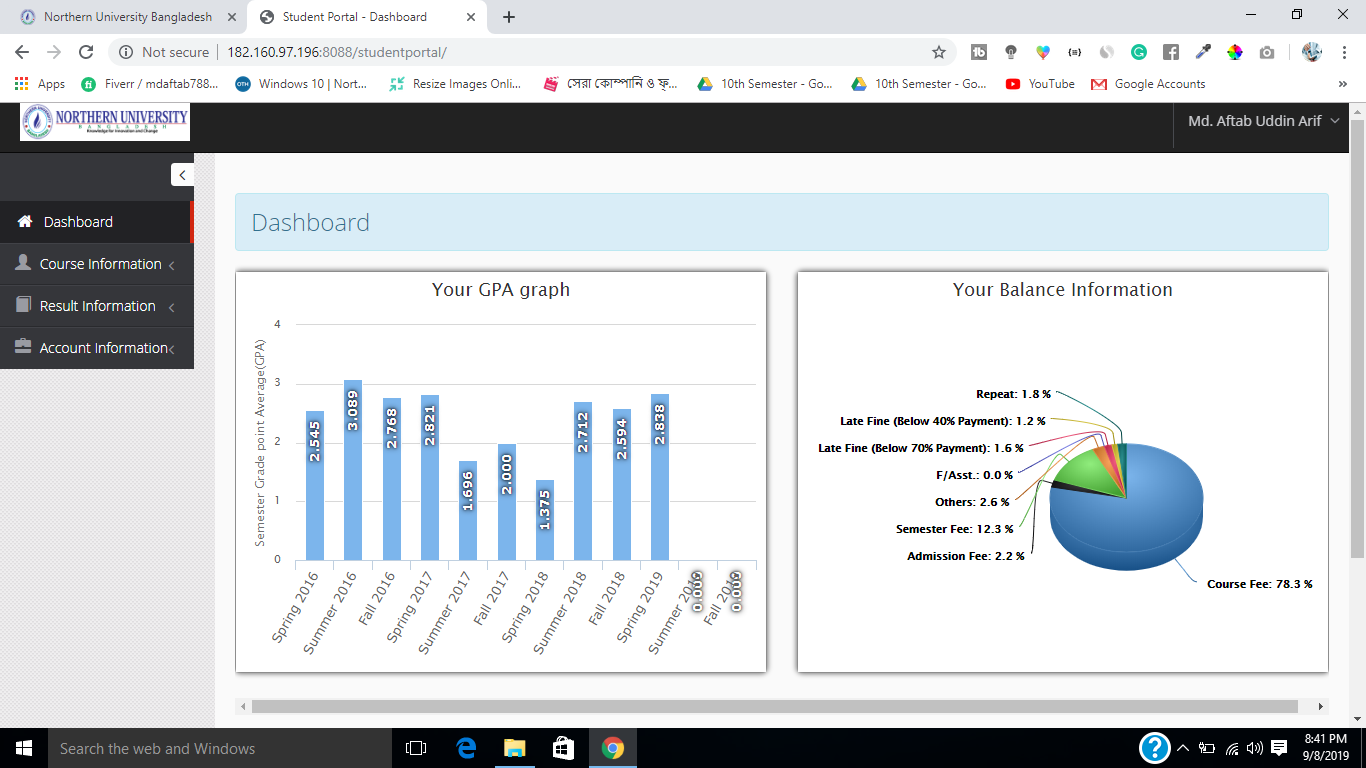 Northern University Bangladesh
Student Portal - Dashboard
Not secure
182.160.97.196:8088/studentportal/
Apps
Fiverr / mdaftab788...
Windows 10 | Nort...
Resize Images Onli...
সেরা কোম্পানি ও ফ্...
10th Semester - Go...
10th Semester - Go...
YouTube
Google Accounts
NORTHERN UNIVERSITY
BANGLADESH
Knowledge for Innovation and Change
Md. Aftab Uddin Arif
Dashboard
Course Information
Result Information
Account Information
Dashboard
Your GPA graph
Semester Grade point Average(GPA)
4
3
2
1
0
2.545
3.089
2.768
2.821
1.696
2.000
1.375
2.712
2.594
2.838
0.000
0.000
Spring 2016
Summer 2016
Fall 2016
Spring 2017
Summer 2017
Fall 2017
Spring 2018
Summer 2018
Fall 2018
Spring 2019
Summer 2019
Fall 2019
Your Balance Information
Repeat: 1.8 %
Late Fine (Below 40% Payment): 1.2 %
Late Fine (Below 70% Payment): 1.6 %
F/Asst.: 0.0 %
Others: 2.6 %
Semester Fee: 12.3 %
Admission Fee: 2.2 %
Course Fee: 78.3 %
Search the web and Windows
8:41 PM
9/8/2019